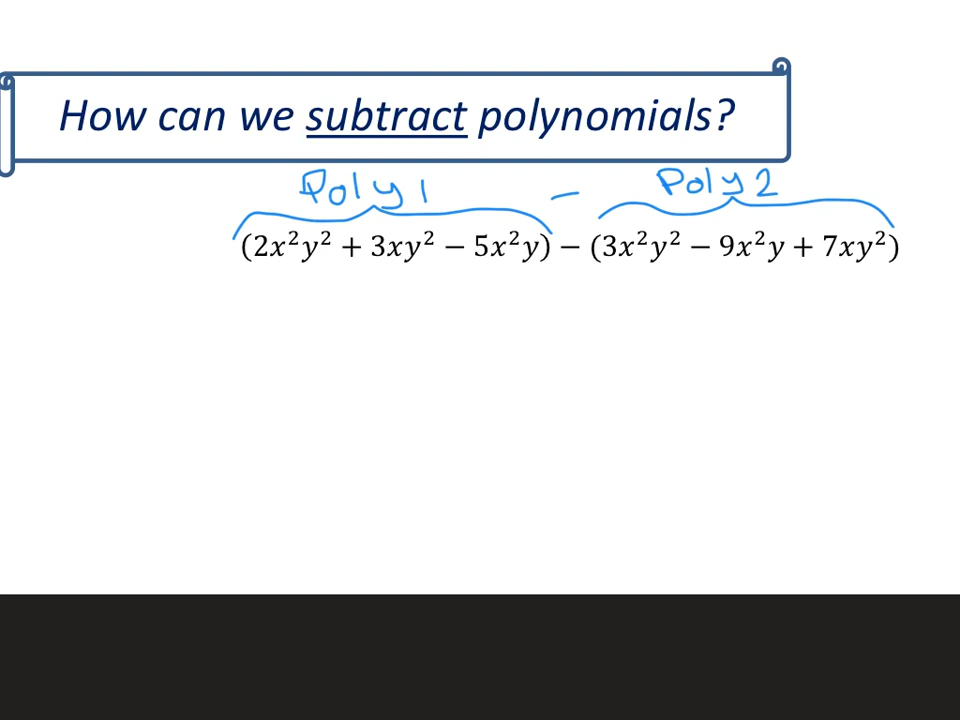 How can we subtract polynomials?
Poly 1 - Poly 2
(2x²y² + 3xy² − 5x²y) − (3x²y² − 9x²y + 7xy²)